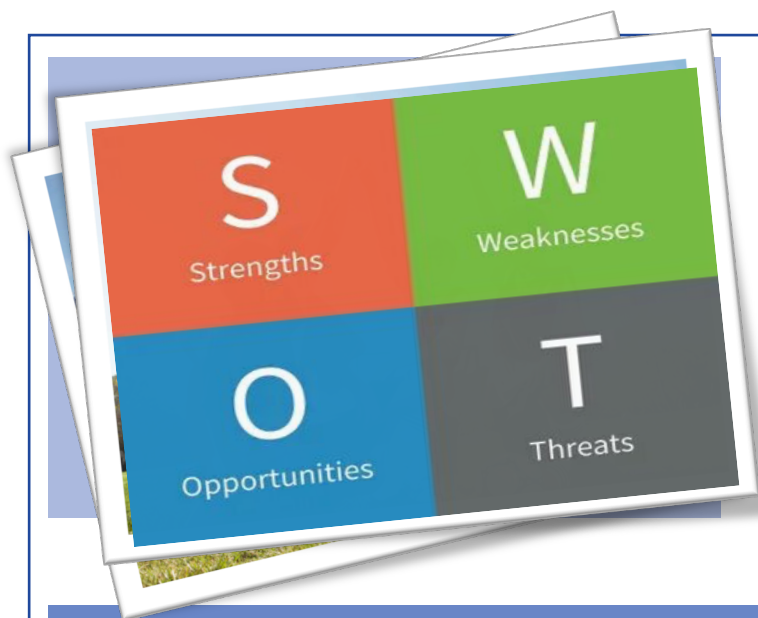 S
Strengths
W
Weaknesses
O
Opportunities
T
Threats